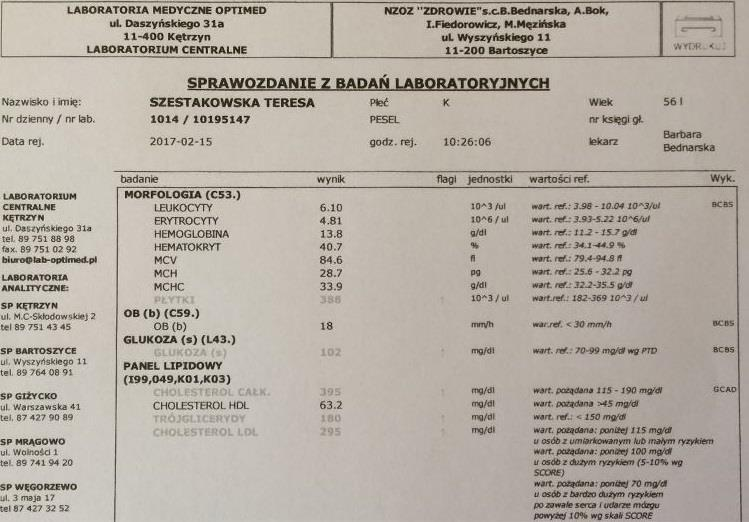 LABORATORIA MEDYCZNE OPTIMED
ul. Daszyńskiego 31a
11-400 Kętrzyn
LABORATORIUM CENTRALNE
NZOZ "ZDROWIE"s.c.B.Bednarska, A.Bok,
I.Fiedorowicz, M.Męzińska
ul. Wyszyńskiego 11
11-200 Bartoszyce
WYDRUKUJ
SPRAWOZDANIE Z BADAŃ LABORATORYJNYCH
Nazwisko i imię: SZESTAKOWSKA TERESA Płeć K Wiek 56 l
Nr dzienny / nr lab. 1014 / 10195147 PESEL nr księgi gł.
Data rej. 2017-02-15 godz. rej. 10:26:06 lekarz Barbara Bednarska
badanie wynik flagi jednostki wartości ref. Wyk.
MORFOLOGIA (C53.)
LEUKOCYTY 6.10 10^3 /ul wart. ref.: 3.98 - 10.04 10^3/ul BCBS
ERYTROCYTY 4.81 10^6 / ul wart. ref.: 3.93-5.22 10^6/ul
HEMOGLOBINA 13.8 g/dl wart. ref.: 11.2 - 15.7 g/dl
HEMATOKRYT 40.7 % wart. ref.: 34.1-44.9 %
MCV 84.6 fl wart. ref.: 79.4-94.8 fl
MCH 28.7 pg wart. ref.: 25.6 - 32.2 pg
MCHC 33.9 g/dl wart. ref.: 32.2-35.5 g/dl
PŁYTKI 388 ↑ 10^3 / ul wart.ref.: 182-369 10^3 / ul
OB (b) (C59.)
OB (b) 18 mm/h war.ref. < 30 mm/h BCBS
GLUKOZA (s) (L43.)
GLUKOZA (s) 102 ↑ mg/dl wart. ref.: 70-99 mg/dl wg PTD BCBS
PANEL LIPIDOWY
(I99,O49,K01,K03)
CHOLESTEROL CAŁK. 395 ↑ mg/dl wart. pożądana 115 - 190 mg/dl GCAD
CHOLESTEROL HDL 63.2 mg/dl wart. pożądana >45 mg/dl
TRÓJGLICERYDY 180 ↑ mg/dl wart. ref.: < 150 mg/dl
CHOLESTEROL LDL 295 ↑ mg/dl wart. pożądana: poniżej 115 mg/dl
u osób z umiarkowanym lub małym ryzykiem
wart. pożądana: poniżej 100 mg/dl
u osób z dużym ryzykiem (5-10% wg
SCORE)
wart. pożądana: poniżej 70 mg/dl
u osób z bardzo dużym ryzykiem
po zawale serca i udarze mózgu
powyżej 10% wg skali SCORE
LABORATORIUM
CENTRALNE
KĘTRZYN
ul. Daszyńskiego 31a
tel. 89 751 88 98
fax. 89 751 02 92
biuro@lab-optimed.pl
LABORATORIA
ANALITYCZNE:
SP KĘTRZYN
ul. M.C-Skłodowskiej 2
tel 89 751 43 45
SP BARTOSZYCE
ul. Wyszyńskiego 11
tel. 89 764 08 91
SP GIŻYCKO
ul. Warszawska 41
tel. 87 427 90 89
SP MRĄGOWO
ul. Wolności 1
tel. 89 741 94 20
SP WĘGORZEWO
ul. 3 maja 17
tel 87 427 32 52